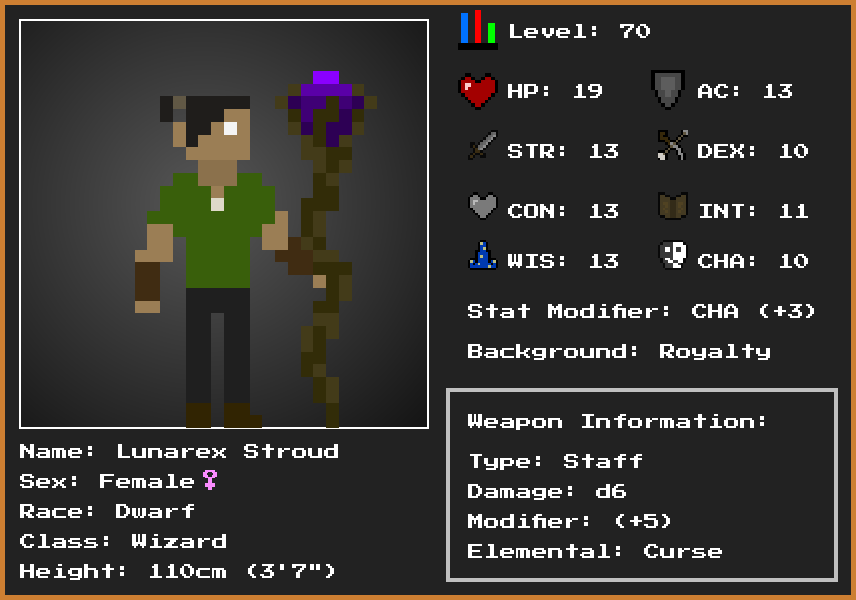 Level: 70
HP: 19
AC: 13
STR: 13
DEX: 10
CON: 13
INT: 11
WIS: 13
CHA: 10
Stat Modifier: CHA (+3)
Background: Royalty
Weapon Information:
Type: Staff
Damage: d6
Modifier: (+5)
Elemental: Curse
Name: Lunarex Stroud
Sex: Female♀
Race: Dwarf
Class: Wizard
Height: 110cm (3'7")